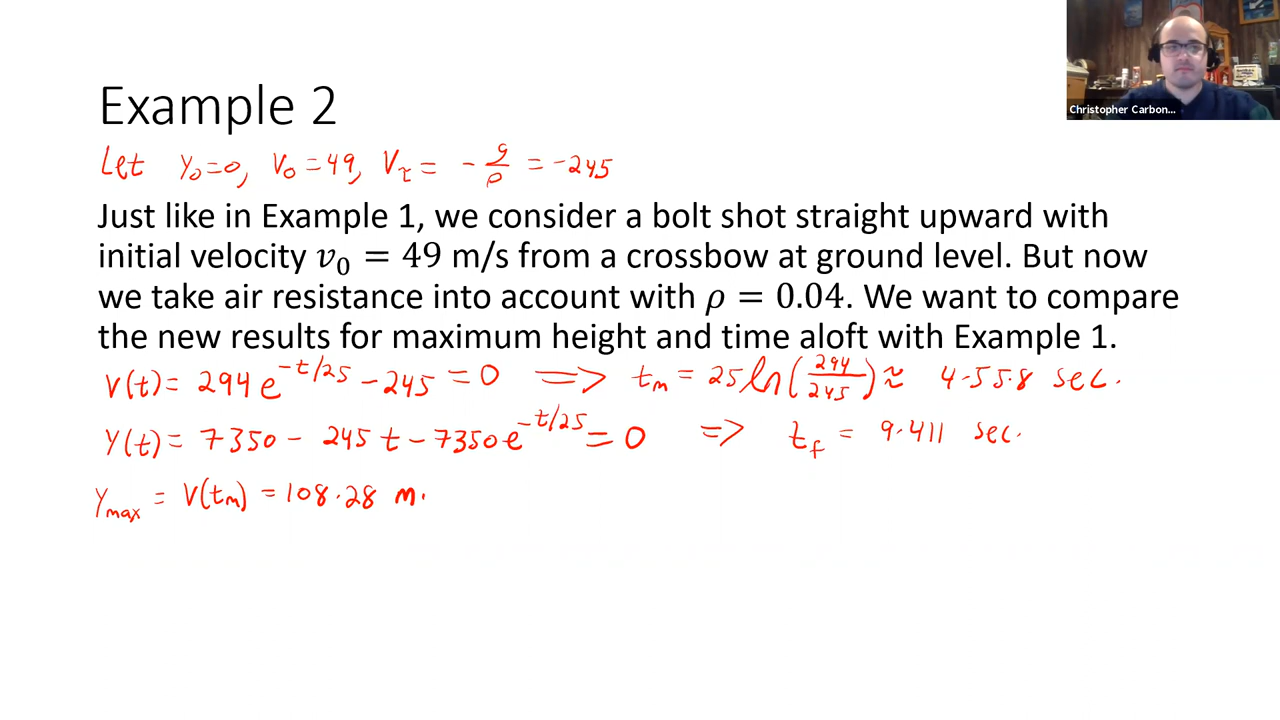 Christopher Carbon...
Example 2
Let y₀=0, v₀=49, v_τ = -g/ρ = -245
Just like in Example 1, we consider a bolt shot straight upward with
initial velocity v₀ = 49 m/s from a crossbow at ground level. But now
we take air resistance into account with ρ = 0.04. We want to compare
the new results for maximum height and time aloft with Example 1.
v(t) = 294e^(-t/25) - 245 = 0 ⟹ t_m = 25 ln(294/245) ≈ 4.558 sec.
y(t) = 7350 - 245t - 7350e^(-t/25) = 0 ⟹ t_f = 9.411 sec.
y_max = v(t_m) = 108.28 m.